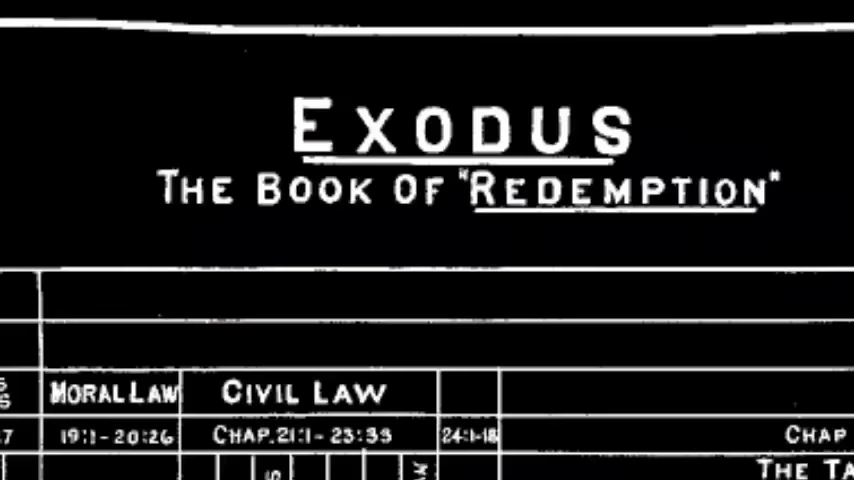 EXODUS
THE BOOK OF "REDEMPTION"
MORAL LAW CIVIL LAW
19:1-20:26 CHAP. 21:1-23:33 24:1-18 CHAP
THE TA